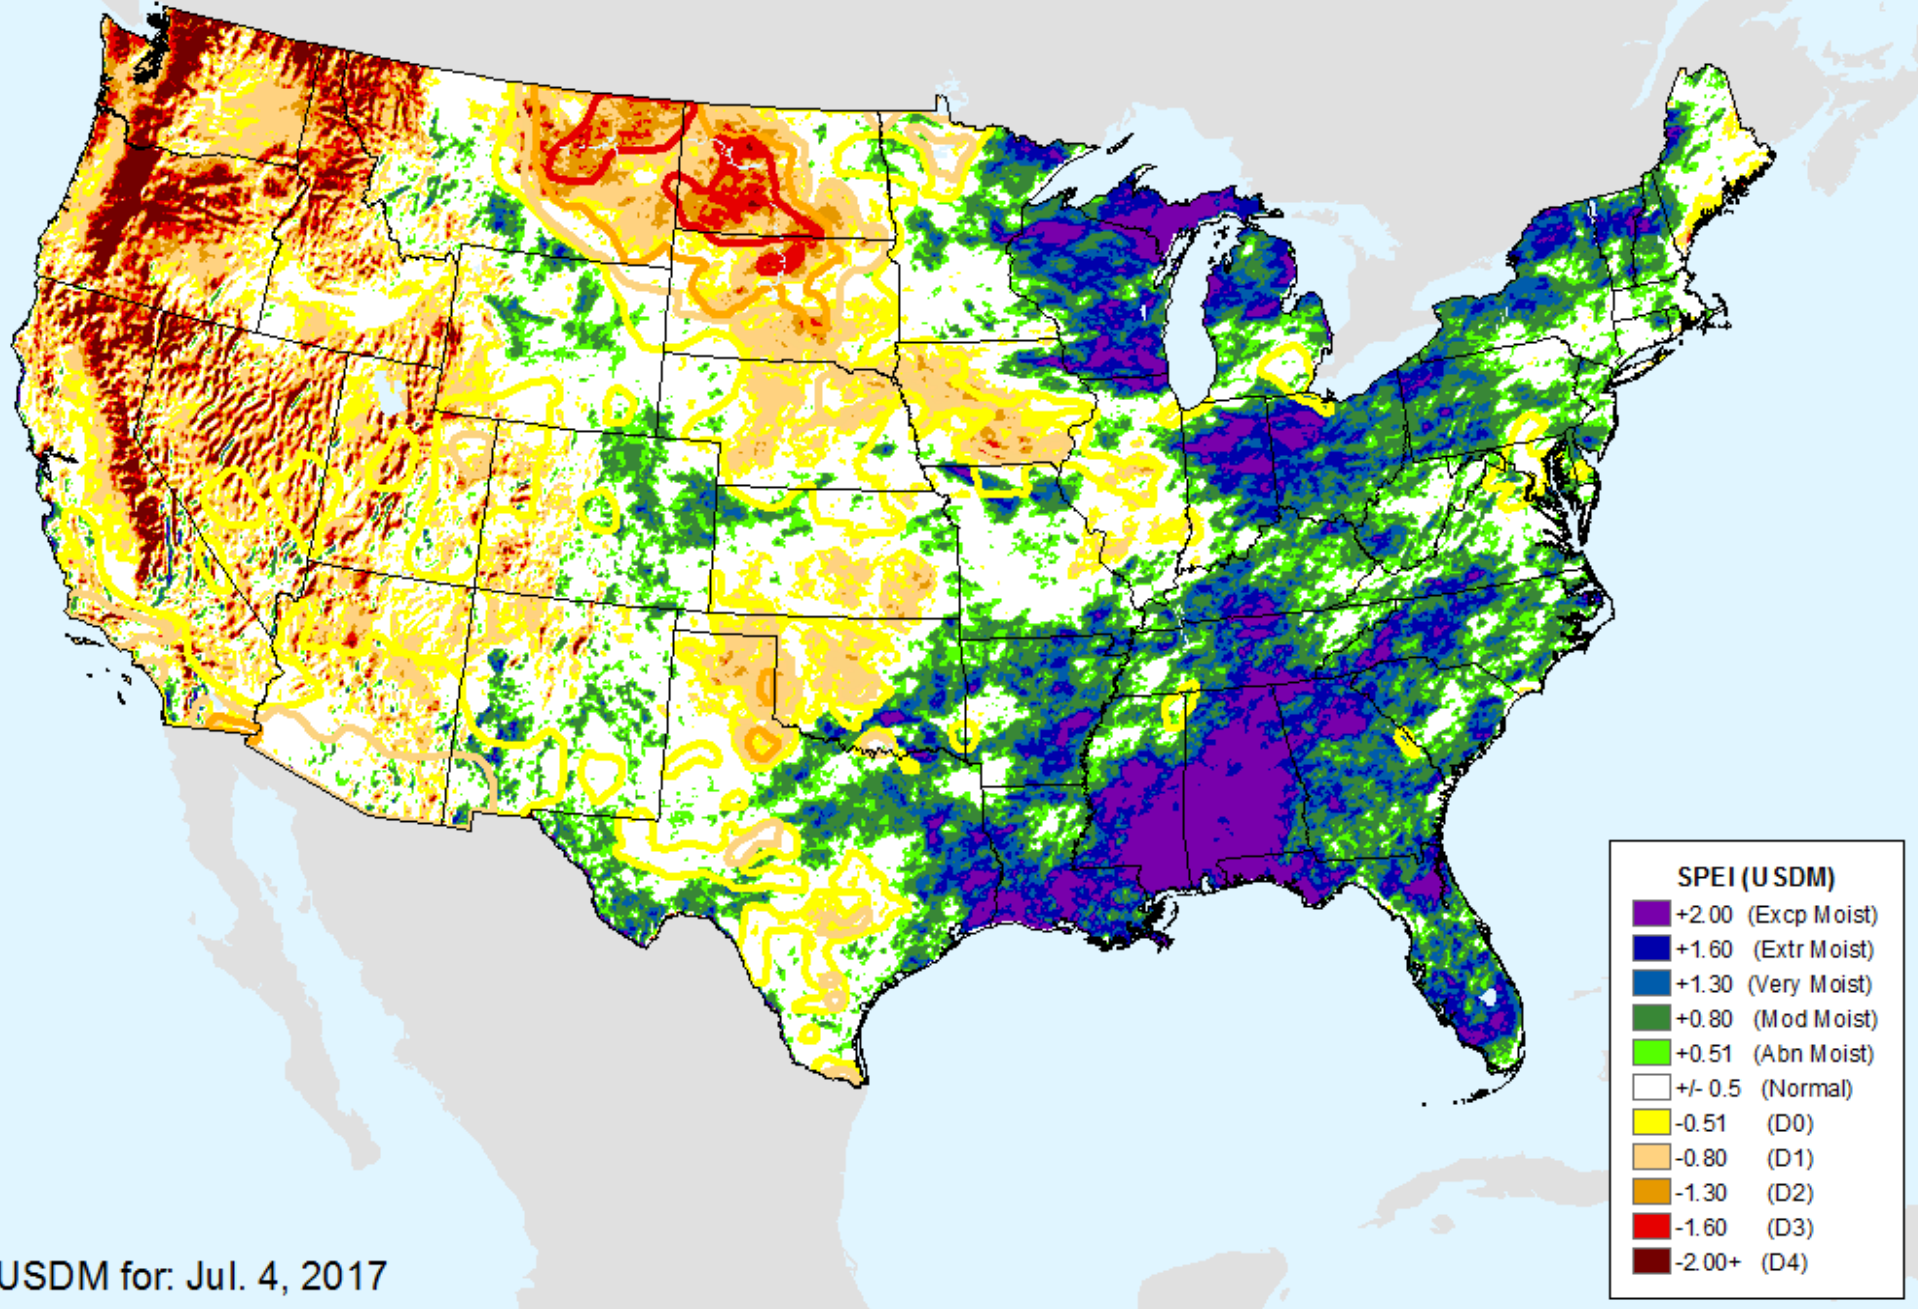 SPEI (USDM)
+2.00 (Excp Moist)
+1.60 (Extr Moist)
+1.30 (Very Moist)
+0.80 (Mod Moist)
+0.51 (Abn Moist)
+/- 0.5 (Normal)
-0.51 (D0)
-0.80 (D1)
-1.30 (D2)
-1.60 (D3)
-2.00+ (D4)
USDM for: Jul. 4, 2017